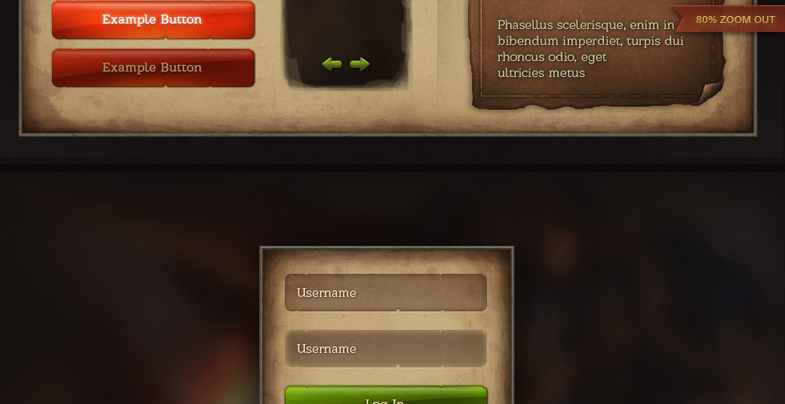 Example Button
Example Button
Phasellus scelerisque, enim in
bibendum imperdiet, turpis dui
rhoncus odio, eget
ultricies metus
80% ZOOM OUT
Username
Username
Log In